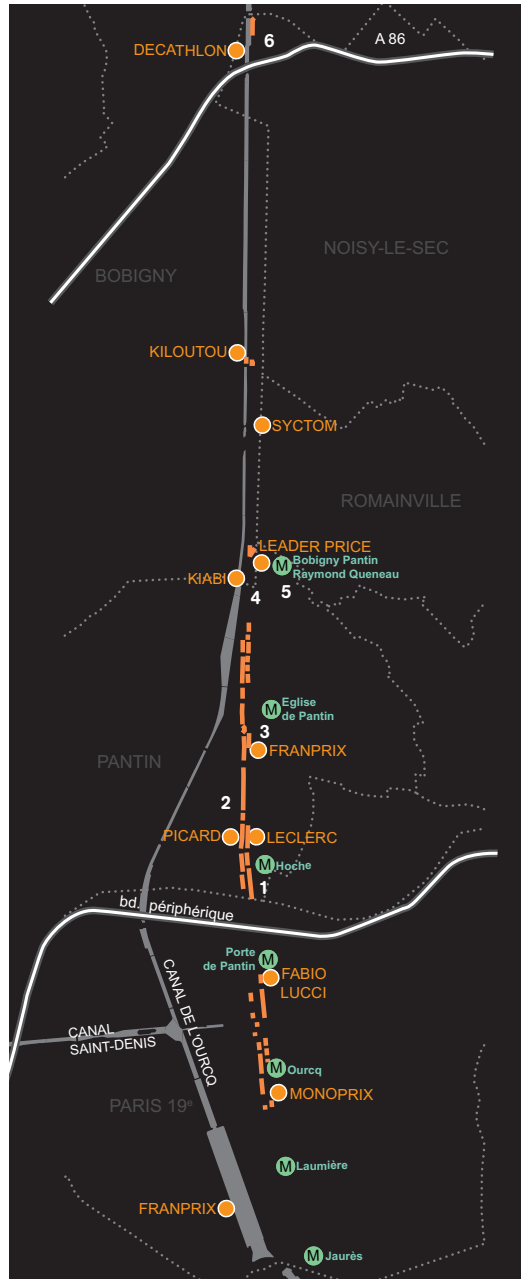 6
A 86
DECATHLON
NOISY-LE-SEC
BOBIGNY
KILOUTOU
SYCTOM
ROMAINVILLE
LEADER PRICE
M
Bobigny Pantin
Raymond Queneau
KIABI
4
5
M
Eglise
de Pantin
3
FRANPRIX
PANTIN
2
PICARD
LECLERC
M
Hoche
1
bd. périphérique
Porte
de Pantin
M
FABIO
LUCCI
CANAL DE L'OURCQ
CANAL
SAINT-DENIS
M
Ourcq
MONOPRIX
PARIS 19e
M
Laumière
FRANPRIX
M
Jaurès